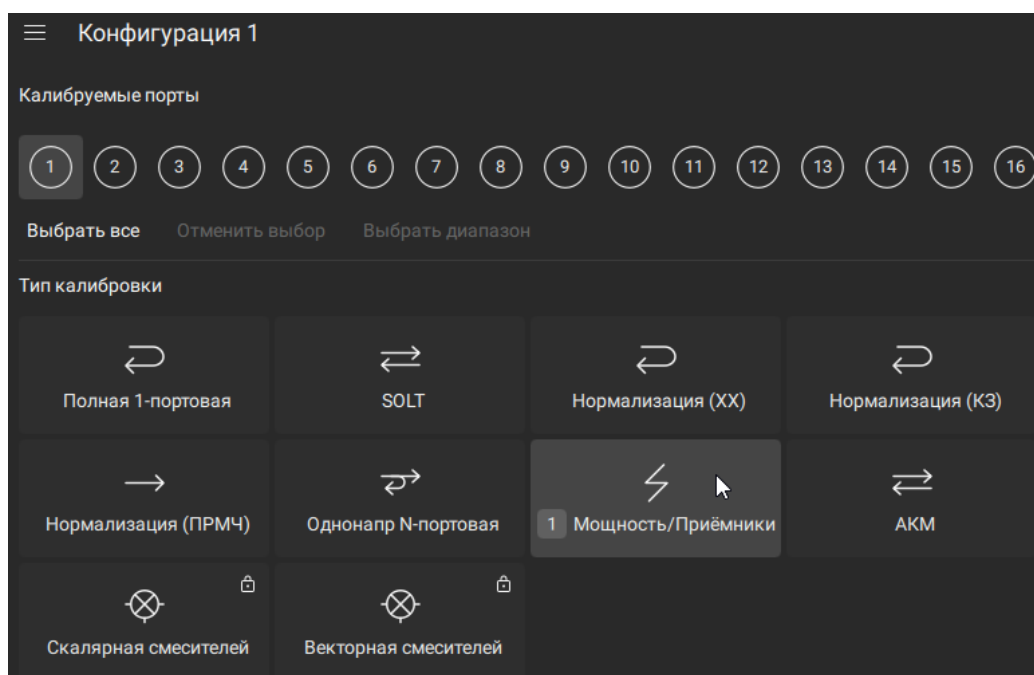 Конфигурация 1
Калибруемые порты
1 2 3 4 5 6 7 8 9 10 11 12 13 14 15 16
Выбрать все Отменить выбор Выбрать диапазон
Тип калибровки
Полная 1-портовая SOLT Нормализация (ХХ) Нормализация (КЗ)
Нормализация (ПРМЧ) Однонапр N-портовая 1 Мощность/Приёмники АКМ
Скалярная смесителей Векторная смесителей